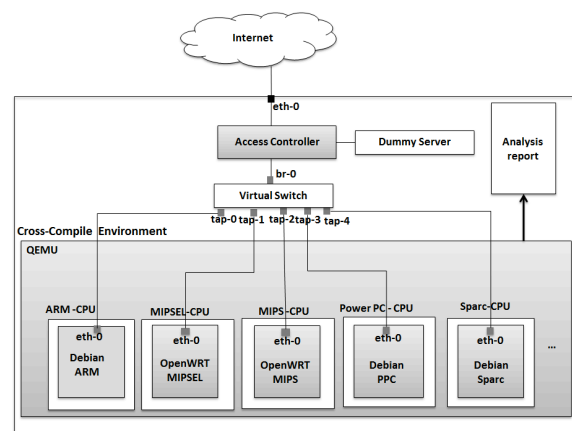 Internet
eth-0
Access Controller
Dummy Server
Analysis
report
br-0
Virtual Switch
tap-0
tap-1
tap-2
tap-3
tap-4
Cross-Compile Environment
QEMU
ARM -CPU
MIPSEL-CPU
MIPS -CPU
Power PC - CPU
Sparc-CPU
eth-0
Debian
ARM
eth-0
OpenWRT
MIPSEL
eth-0
OpenWRT
MIPS
eth-0
Debian
PPC
eth-0
Debian
Sparc
...